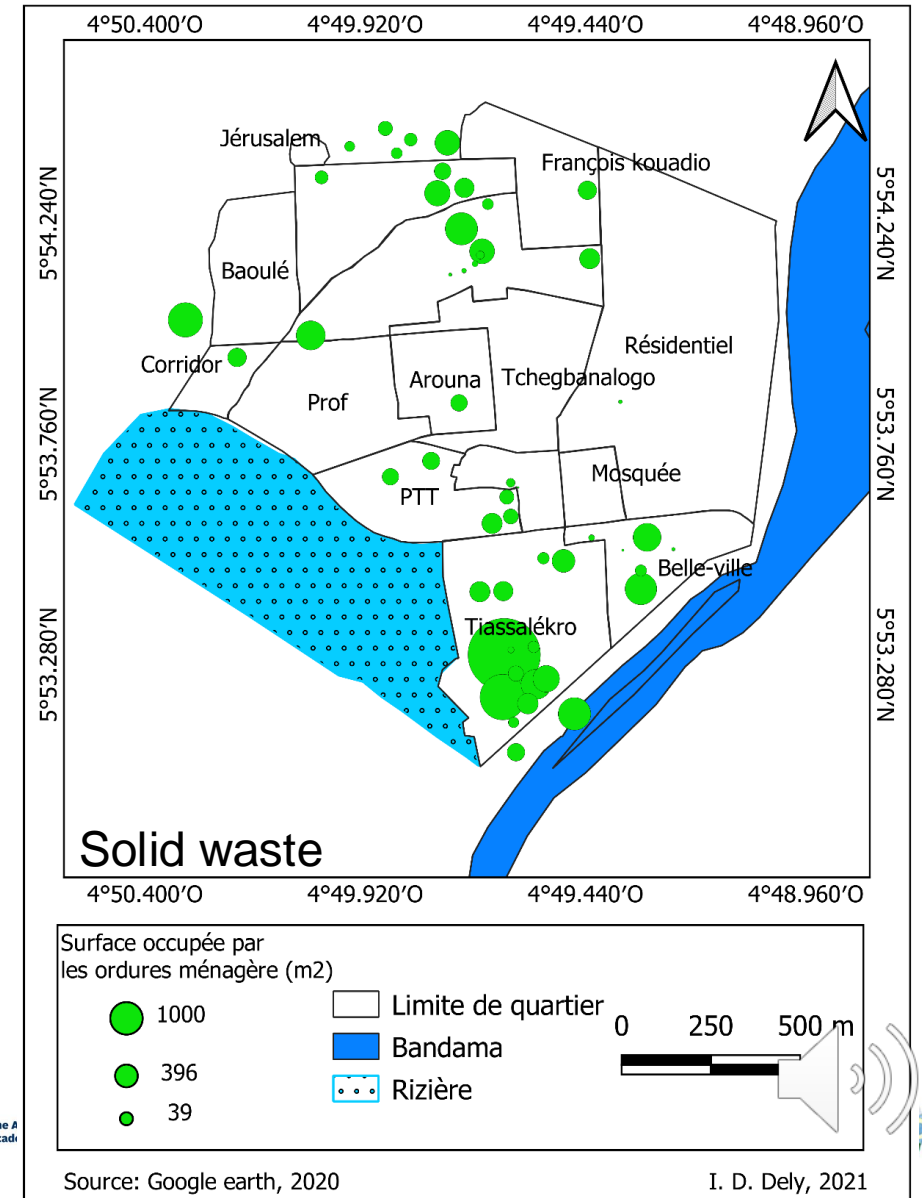 4°50.400′O 4°49.920′O 4°49.440′O 4°48.960′O
5°54.240′N
5°53.760′N
5°53.280′N
5°54.240′N
5°53.760′N
5°53.280′N
Jérusalem
François kouadio
Baoulé
Corridor
Résidentiel
Arouna
Tchegbanalogo
Prof
Mosquée
PTT
Belle-ville
Tiassalékro
Solid waste
4°50.400′O 4°49.920′O 4°49.440′O 4°48.960′O
Surface occupée par
les ordures ménagère (m2)
1000
396
39
Limite de quartier
Bandama
Rizière
0 250 500 m
Source: Google earth, 2020
I. D. Dely, 2021